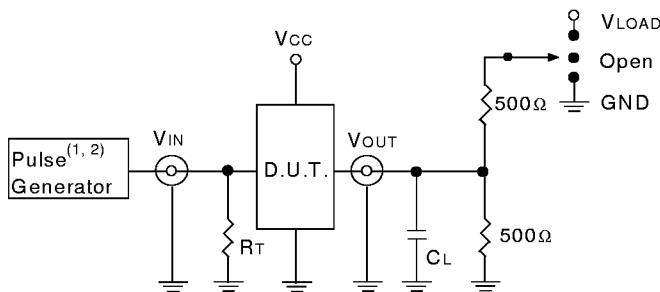 VLOAD
VCC
Open
500Ω
GND
VIN
VOUT
Pulse(1, 2)
Generator
D.U.T.
RT
CL
500Ω